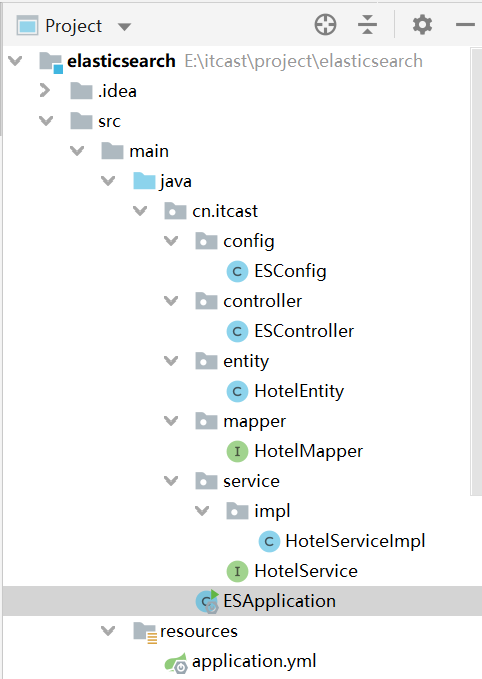 Project
elasticsearch E:\itcast\project\elasticsearch
.idea
src
main
java
cn.itcast
config
C ESConfig
controller
C ESController
entity
C HotelEntity
mapper
I HotelMapper
service
impl
C HotelServiceImpl
I HotelService
C ESApplication
resources
application.yml